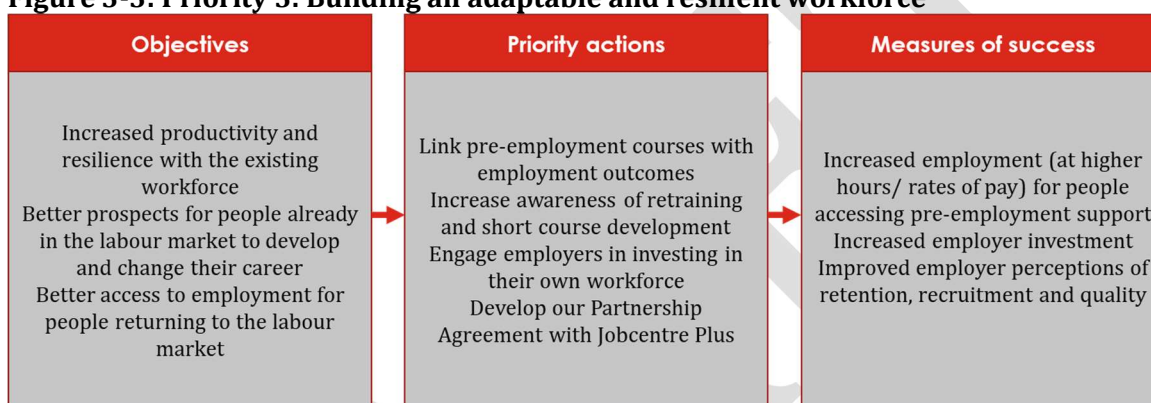 Figure Priority Building an adaptable and resilient workforce
Objectives
Increased productivity and
resilience with the existing
workforce
Better prospects for people already
in the labour market to develop
and change their career
Better access to employment for
people returning to the labour
market
Priority actions
Link pre-employment courses with
employment outcomes
Increase awareness of retraining
and short course development
Engage employers in investing in
their own workforce
Develop our Partnership
Agreement with Jobcentre Plus
Measures of success
Increased employment (at higher
hours/ rates of pay) for people
accessing pre-employment support
Increased employer investment
Improved employer perceptions of
retention, recruitment and quality